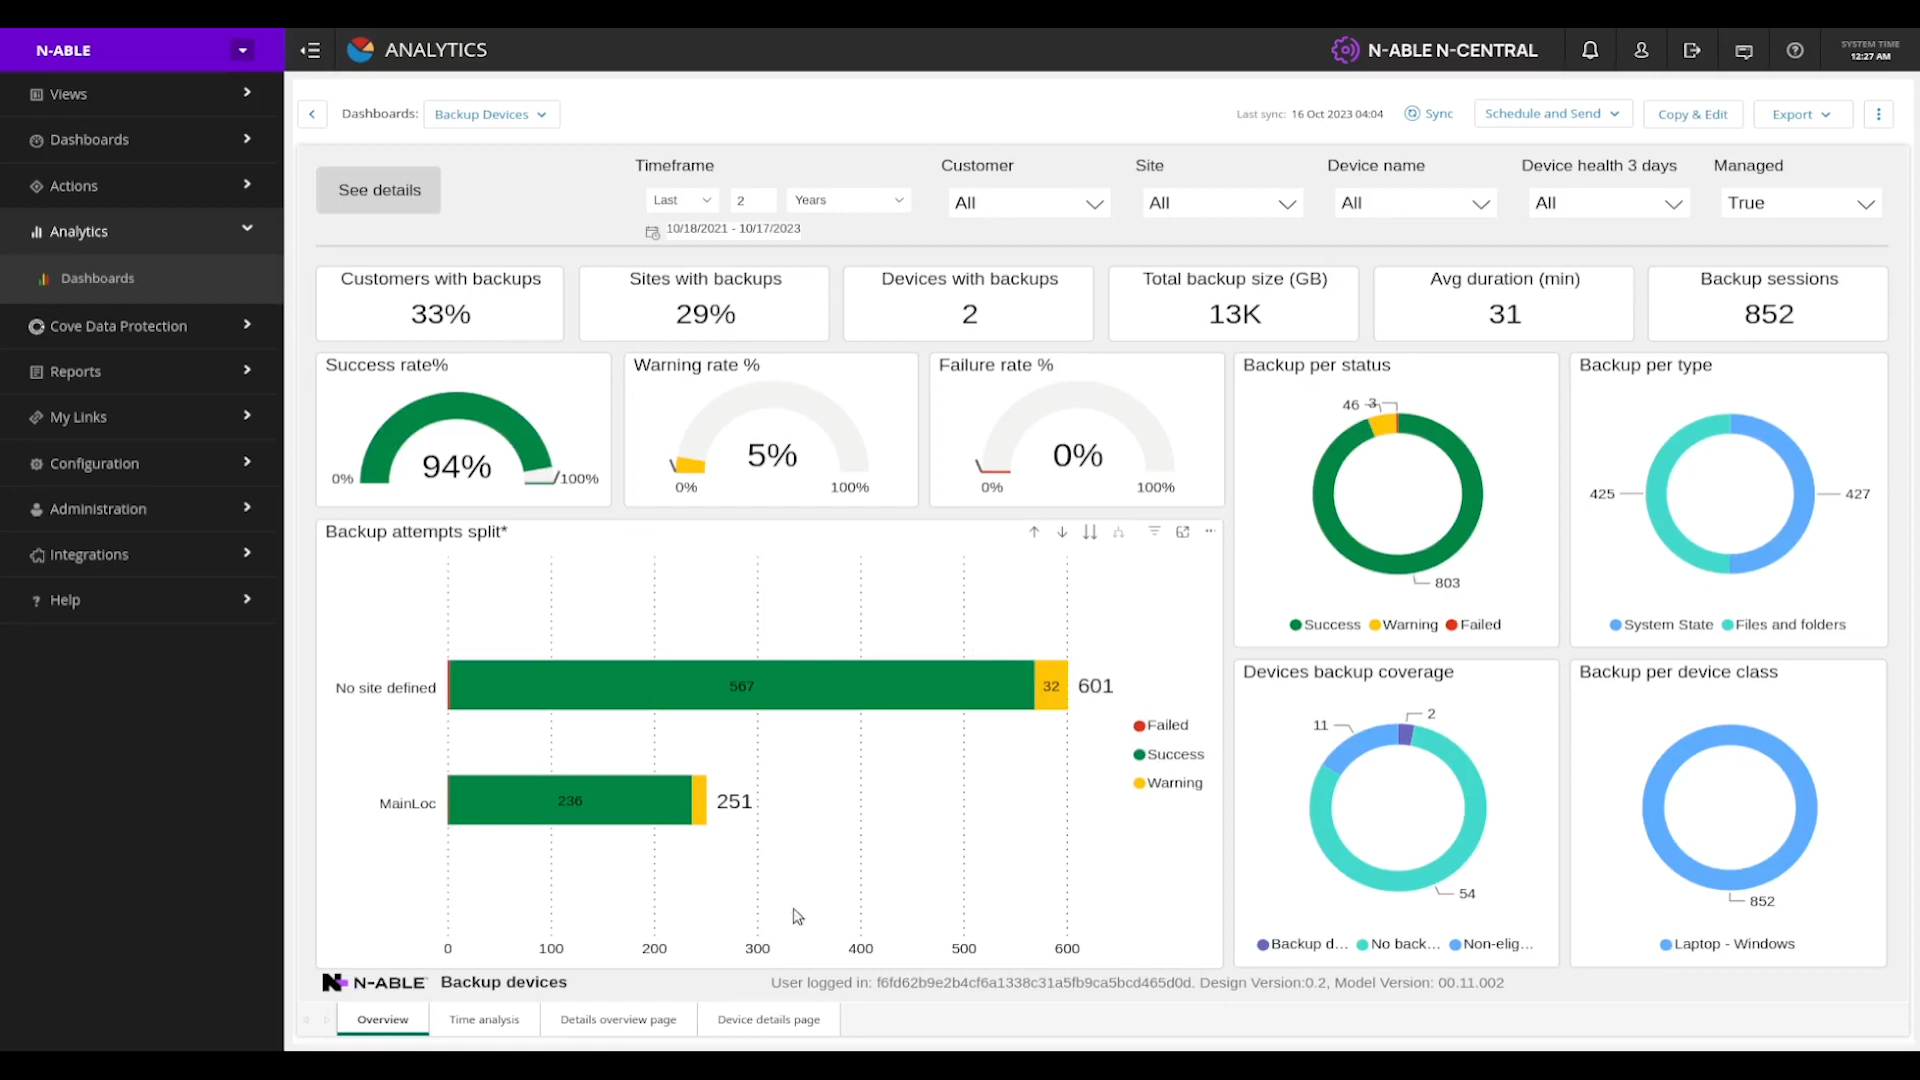 N-ABLE
ANALYTICS
N-ABLE N-CENTRAL
SYSTEM TIME
12:27 AM
Views
Dashboards
Actions
Analytics
Dashboards
Cove Data Protection
Reports
My Links
Configuration
Administration
Integrations
Help
Dashboards: Backup Devices
Last sync: 16 Oct 2023 04:04
Sync
Schedule and Send
Copy & Edit
Export
See details
Timeframe
Last
2
Years
10/18/2021 - 10/17/2023
Customer
All
Site
All
Device name
All
Device health 3 days
All
Managed
True
Customers with backups
33%
Sites with backups
29%
Devices with backups
2
Total backup size (GB)
13K
Avg duration (min)
31
Backup sessions
852
Success rate%
94%
0%
100%
Warning rate %
5%
0%
100%
Failure rate %
0%
0%
100%
Backup per status
46
3
803
Success
Warning
Failed
Backup per type
425
427
System State
Files and folders
Backup attempts split*
No site defined
567
32
601
MainLoc
236
251
0
100
200
300
400
500
600
Failed
Success
Warning
Devices backup coverage
11
2
54
Backup d...
No back...
Non-elig...
Backup per device class
852
Laptop - Windows
N-ABLE Backup devices
User logged in: f6fd62b9e2b4cf6a1338c31a5fb9ca5bcd465d0d. Design Version:0.2, Model Version: 00.11.002
Overview
Time analysis
Details overview page
Device details page